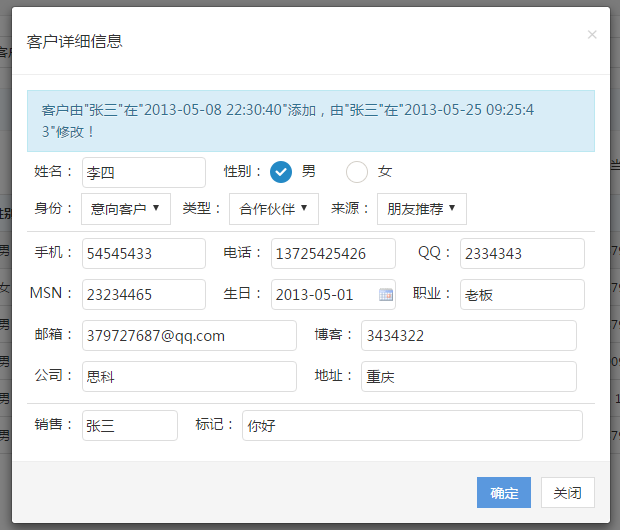 客户详细信息
×
客户由"张三"在"2013-05-08 22:30:40"添加，由"张三"在"2013-05-25 09:25:4
3"修改！
姓名： 李四 性别： 男 女
身份： 意向客户 ▼ 类型： 合作伙伴 ▼ 来源： 朋友推荐 ▼
手机： 54545433 电话： 13725425426 QQ： 2334343
MSN： 23234465 生日： 2013-05-01 职业： 老板
邮箱： 379727687@qq.com 博客： 3434322
公司： 思科 地址： 重庆
销售： 张三 标记： 你好
确定 关闭